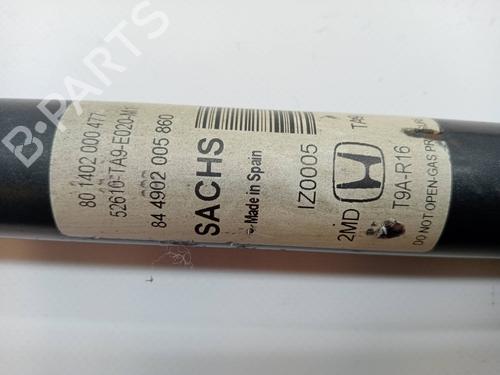 80 1402 000 477
52610-TA9-E020-M1
84 4902 005 860
SACHS
Made in Spain
IZ0005
2MD
T9A-R16
DO NOT OPEN-GAS
B-PARTS